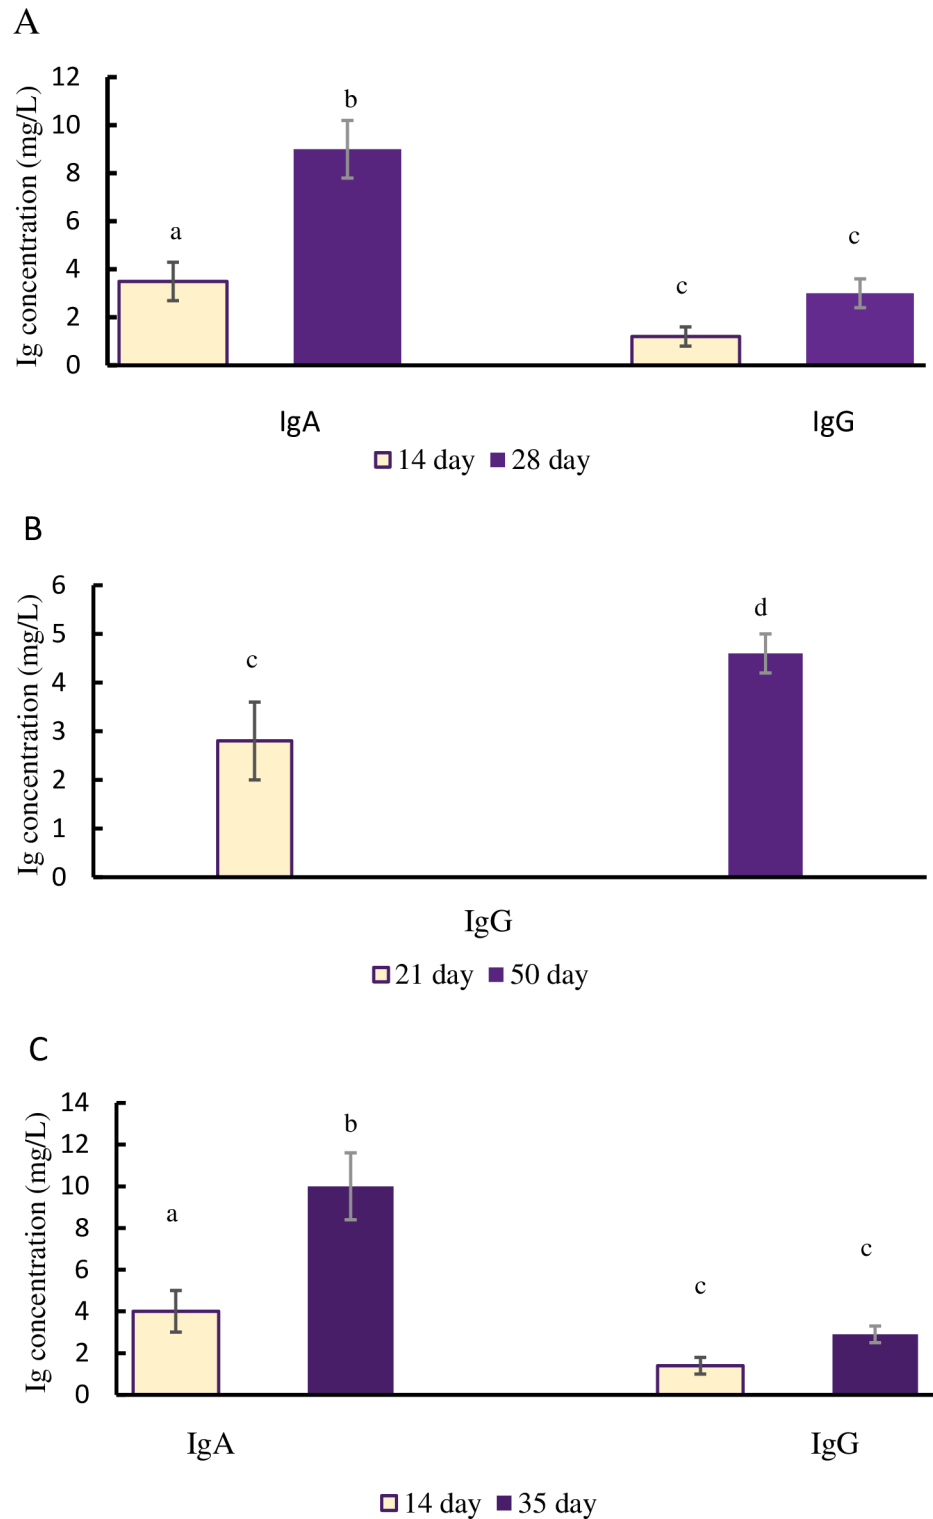 A
Ig concentration (mg/L)
12
10
8
6
4
2
0
a
b
c
c
IgA
IgG
14 day
28 day
B
Ig concentration (mg/L)
6
5
4
3
2
1
0
c
d
IgG
21 day
50 day
C
Ig concentration (mg/L)
14
12
10
8
6
4
2
0
a
b
c
c
IgA
IgG
14 day
35 day